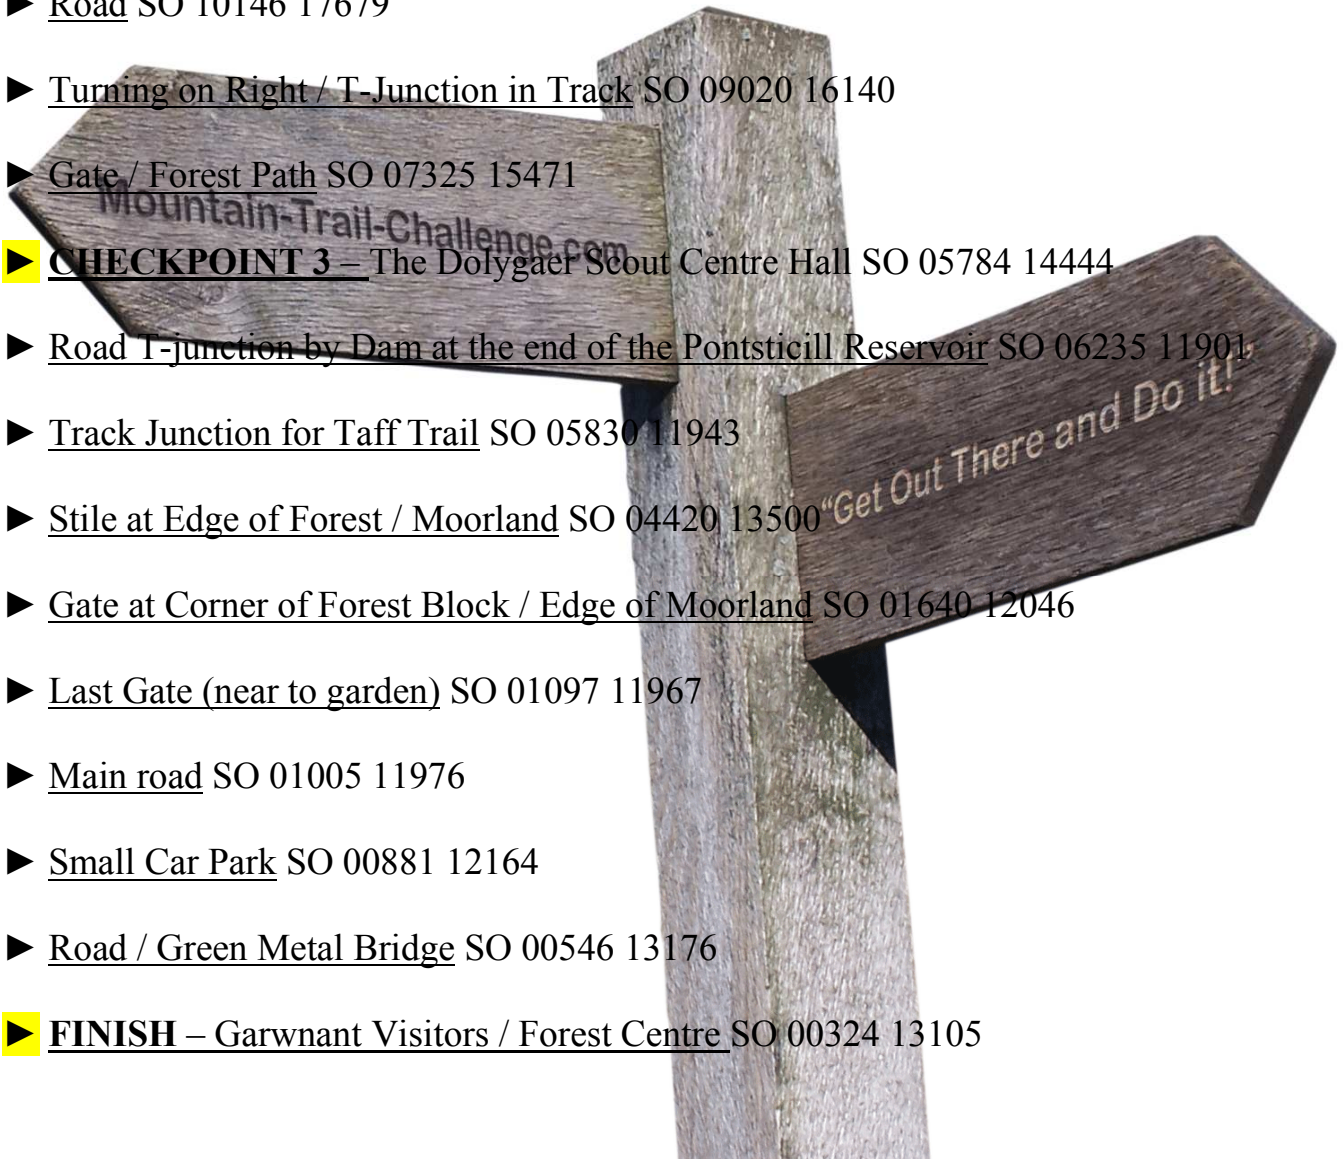 ► Road SO 10146 17679
► Turning on Right / T-Junction in Track SO 09020 16140
► Gate / Forest Path SO 07325 15471
Mountain-Trail-Challenge.com
► CHECKPOINT 3 – The Dolygaer Scout Centre Hall SO 05784 14444
► Road T-junction by Dam at the end of the Pontsticill Reservoir SO 06235 11901
► Track Junction for Taff Trail SO 05830 11943
► Stile at Edge of Forest / Moorland SO 04420 13500
“Get Out There and Do it!”
► Gate at Corner of Forest Block / Edge of Moorland SO 01640 12046
► Last Gate (near to garden) SO 01097 11967
► Main road SO 01005 11976
► Small Car Park SO 00881 12164
► Road / Green Metal Bridge SO 00546 13176
► FINISH – Garwnant Visitors / Forest Centre SO 00324 13105